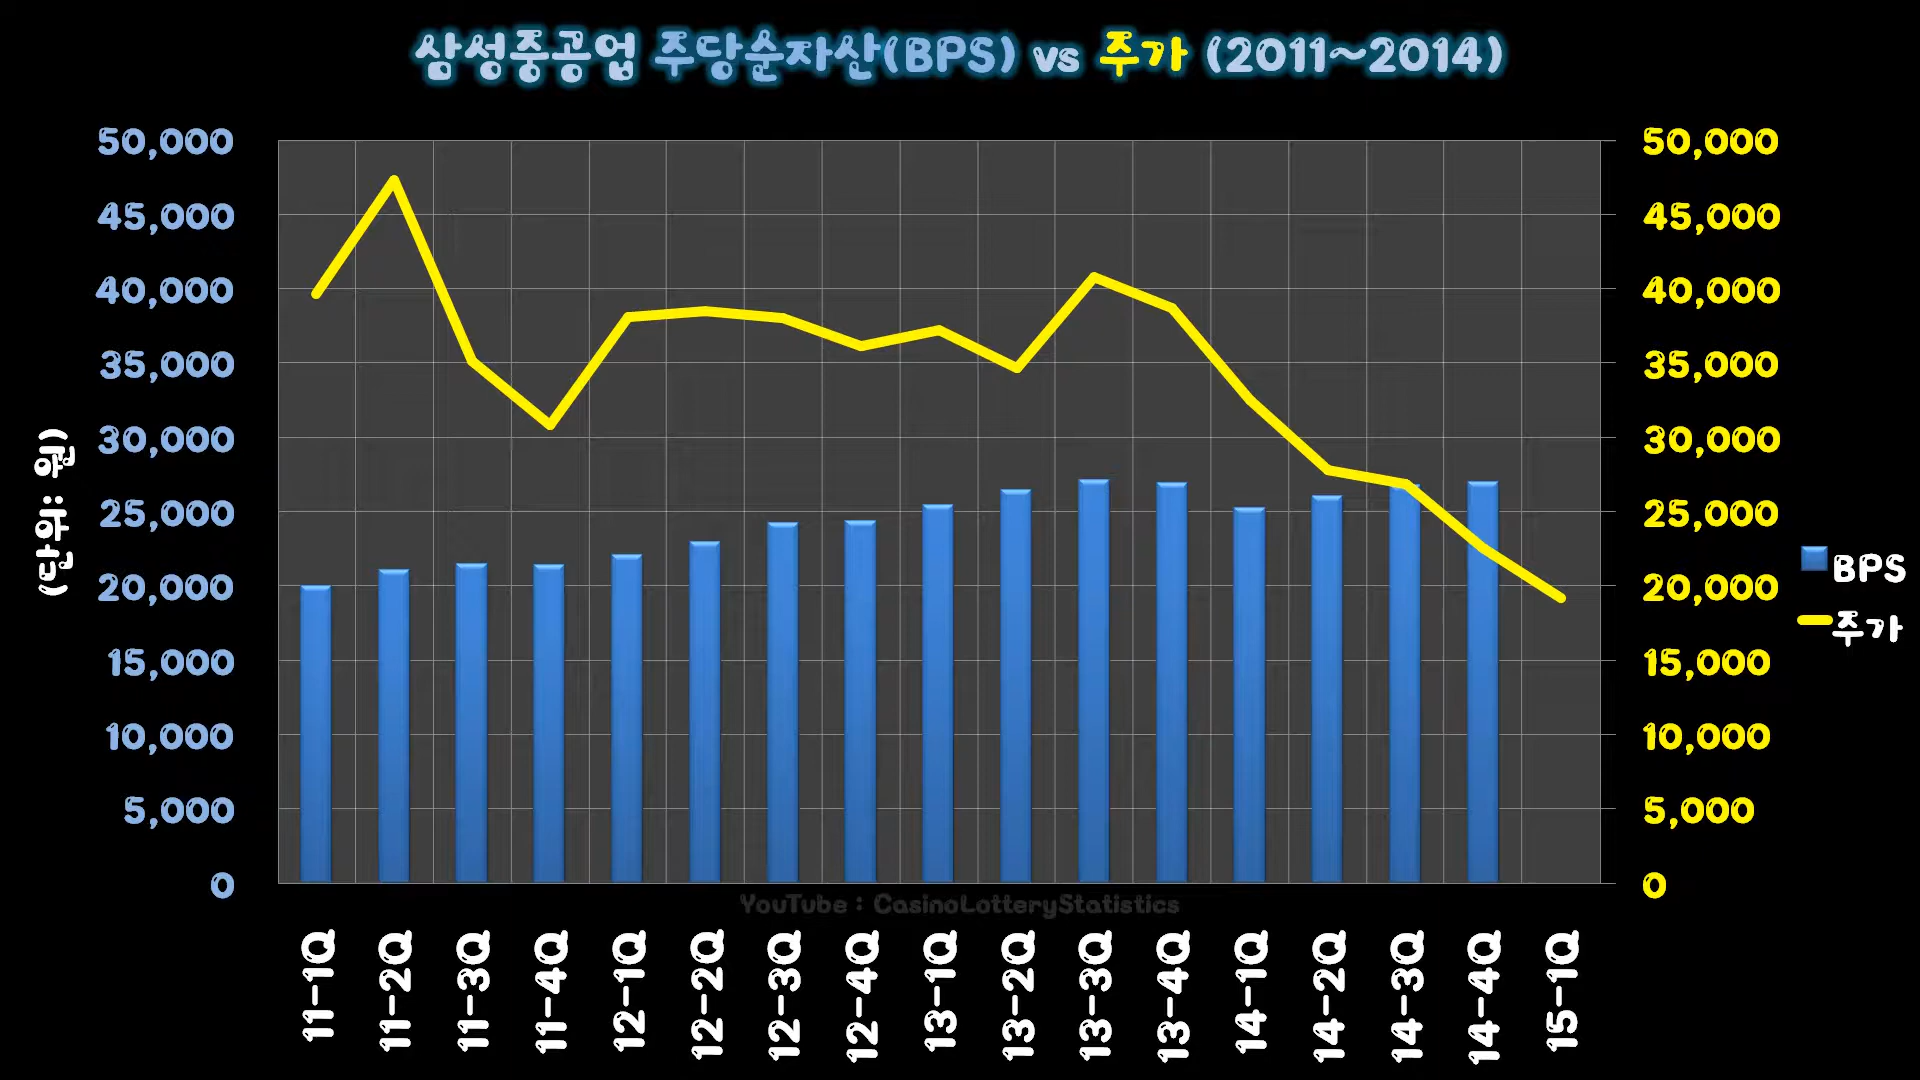 삼성중공업 주당순자산(BPS) vs 주가 (2011~2014)
(단위: 원)
50,000
45,000
40,000
35,000
30,000
25,000
20,000
15,000
10,000
5,000
0
50,000
45,000
40,000
35,000
30,000
25,000
20,000
15,000
10,000
5,000
0
BPS
주가
YouTube : CasinoLotteryStatistics
11-1Q
11-2Q
11-3Q
11-4Q
12-1Q
12-2Q
12-3Q
12-4Q
13-1Q
13-2Q
13-3Q
13-4Q
14-1Q
14-2Q
14-3Q
14-4Q
15-1Q